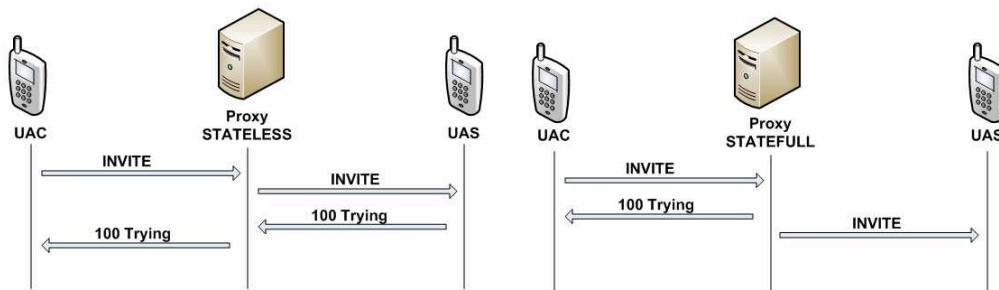 UAC
Proxy
STATELESS
UAS
INVITE
INVITE
100 Trying
100 Trying
UAC
Proxy
STATEFULL
UAS
INVITE
100 Trying
INVITE